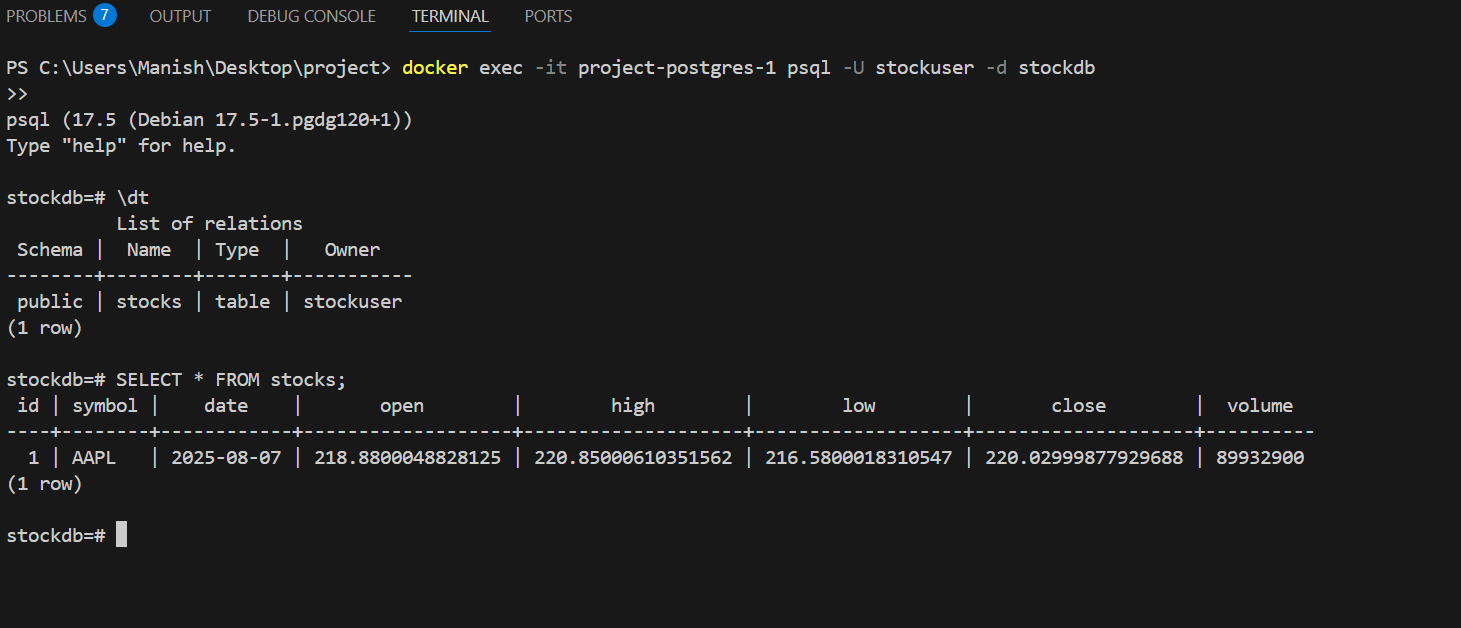 PROBLEMS 7 OUTPUT DEBUG CONSOLE TERMINAL PORTS
PS C:\Users\Manish\Desktop\project> docker exec -it project-postgres-1 psql -U stockuser -d stockdb
>>
psql (17.5 (Debian 17.5-1.pgdg120+1))
Type "help" for help.
stockdb=# \dt
List of relations
Schema | Name | Type | Owner
--------+--------+-------+-----------
public | stocks | table | stockuser
(1 row)
stockdb=# SELECT * FROM stocks;
id | symbol | date | open | high | low | close | volume
----+--------+------------+-------------------+--------------------+-------------------+--------------------+----------
1 | AAPL | 2025-08-07 | 218.8800048828125 | 220.85000610351562 | 216.5800018310547 | 220.02999877929688 | 89932900
(1 row)
stockdb=#